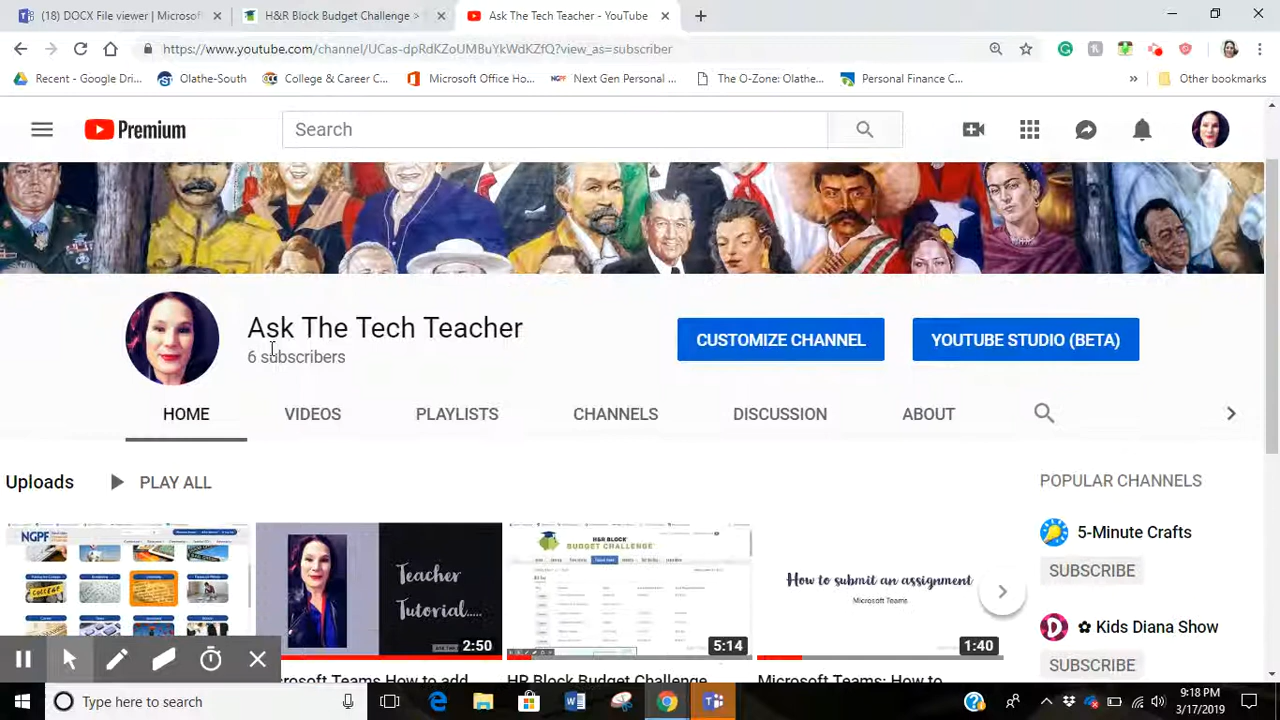 (18) DOCX File viewer | Microsof
H&R Block Budget Challenge >
Ask The Tech Teacher - YouTube
https://www.youtube.com/channel/UCas-dpRdKZoUMBuYkWdKZfQ?view_as=subscriber
Recent - Google Dri...
Olathe-South
College & Career C...
Microsoft Office Ho...
NGPF Next Gen Personal ...
The O-Zone: Olathe...
Personal Finance C...
»
Other bookmarks
Premium
Search
Ask The Tech Teacher
6 subscribers
CUSTOMIZE CHANNEL
YOUTUBE STUDIO (BETA)
HOME VIDEOS PLAYLISTS CHANNELS DISCUSSION ABOUT
Uploads PLAY ALL
POPULAR CHANNELS
5-Minute Crafts
SUBSCRIBE
Kids Diana Show
SUBSCRIBE
NGPF
Teacher
Tutorial.....
2:50
H&R BLOCK
BUDGET CHALLENGE
5:14
How to submit an assignment
Microsoft Teams
1:40
crosoft Teams How to add
HR Block Budget Challenge
Microsoft Teams: How to
Type here to search
9:18 PM
3/17/2019